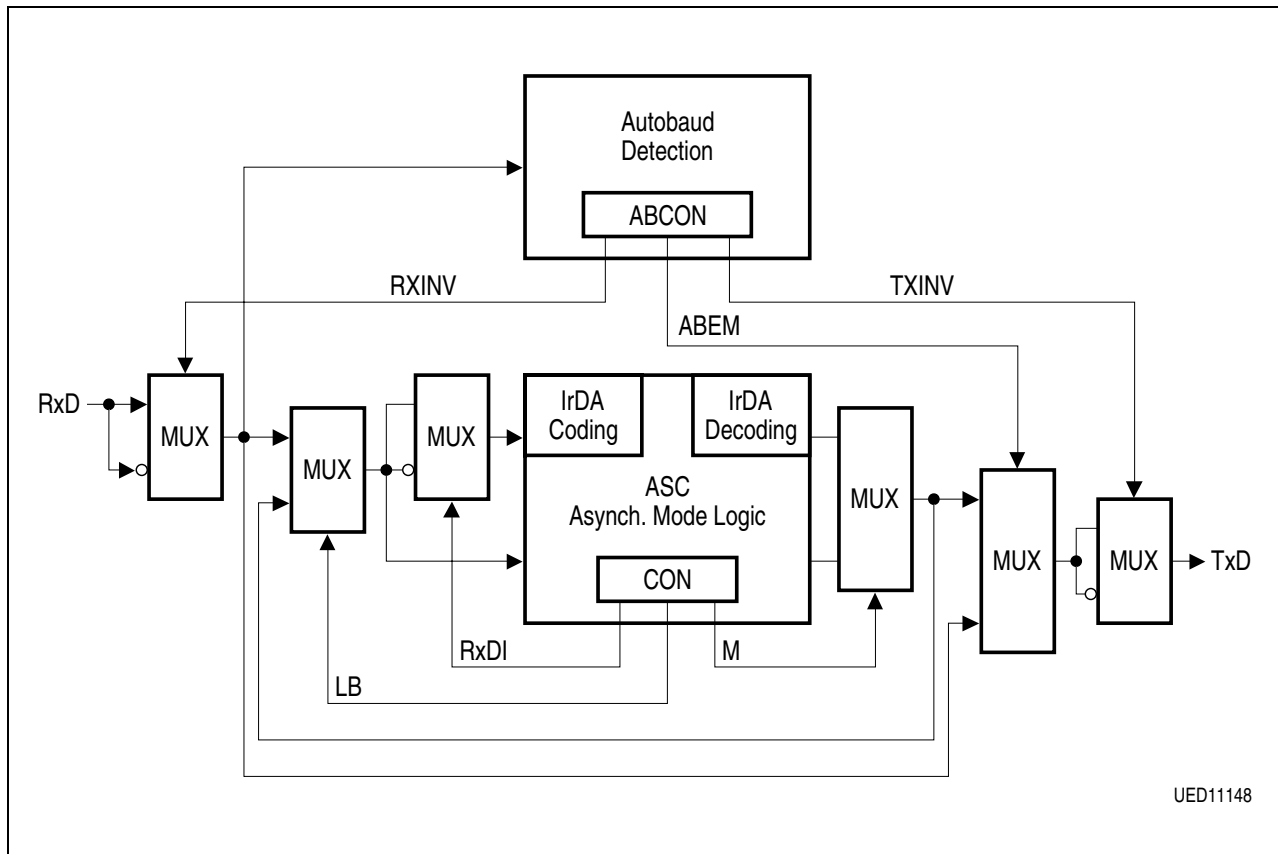 Autobaud
Detection
ABCON
RXINV
TXINV
ABEM
RxD
MUX
MUX
MUX
IrDA
Coding
IrDA
Decoding
ASC
Asynch. Mode Logic
CON
MUX
MUX
MUX
TxD
RxDI
M
LB
UED11148